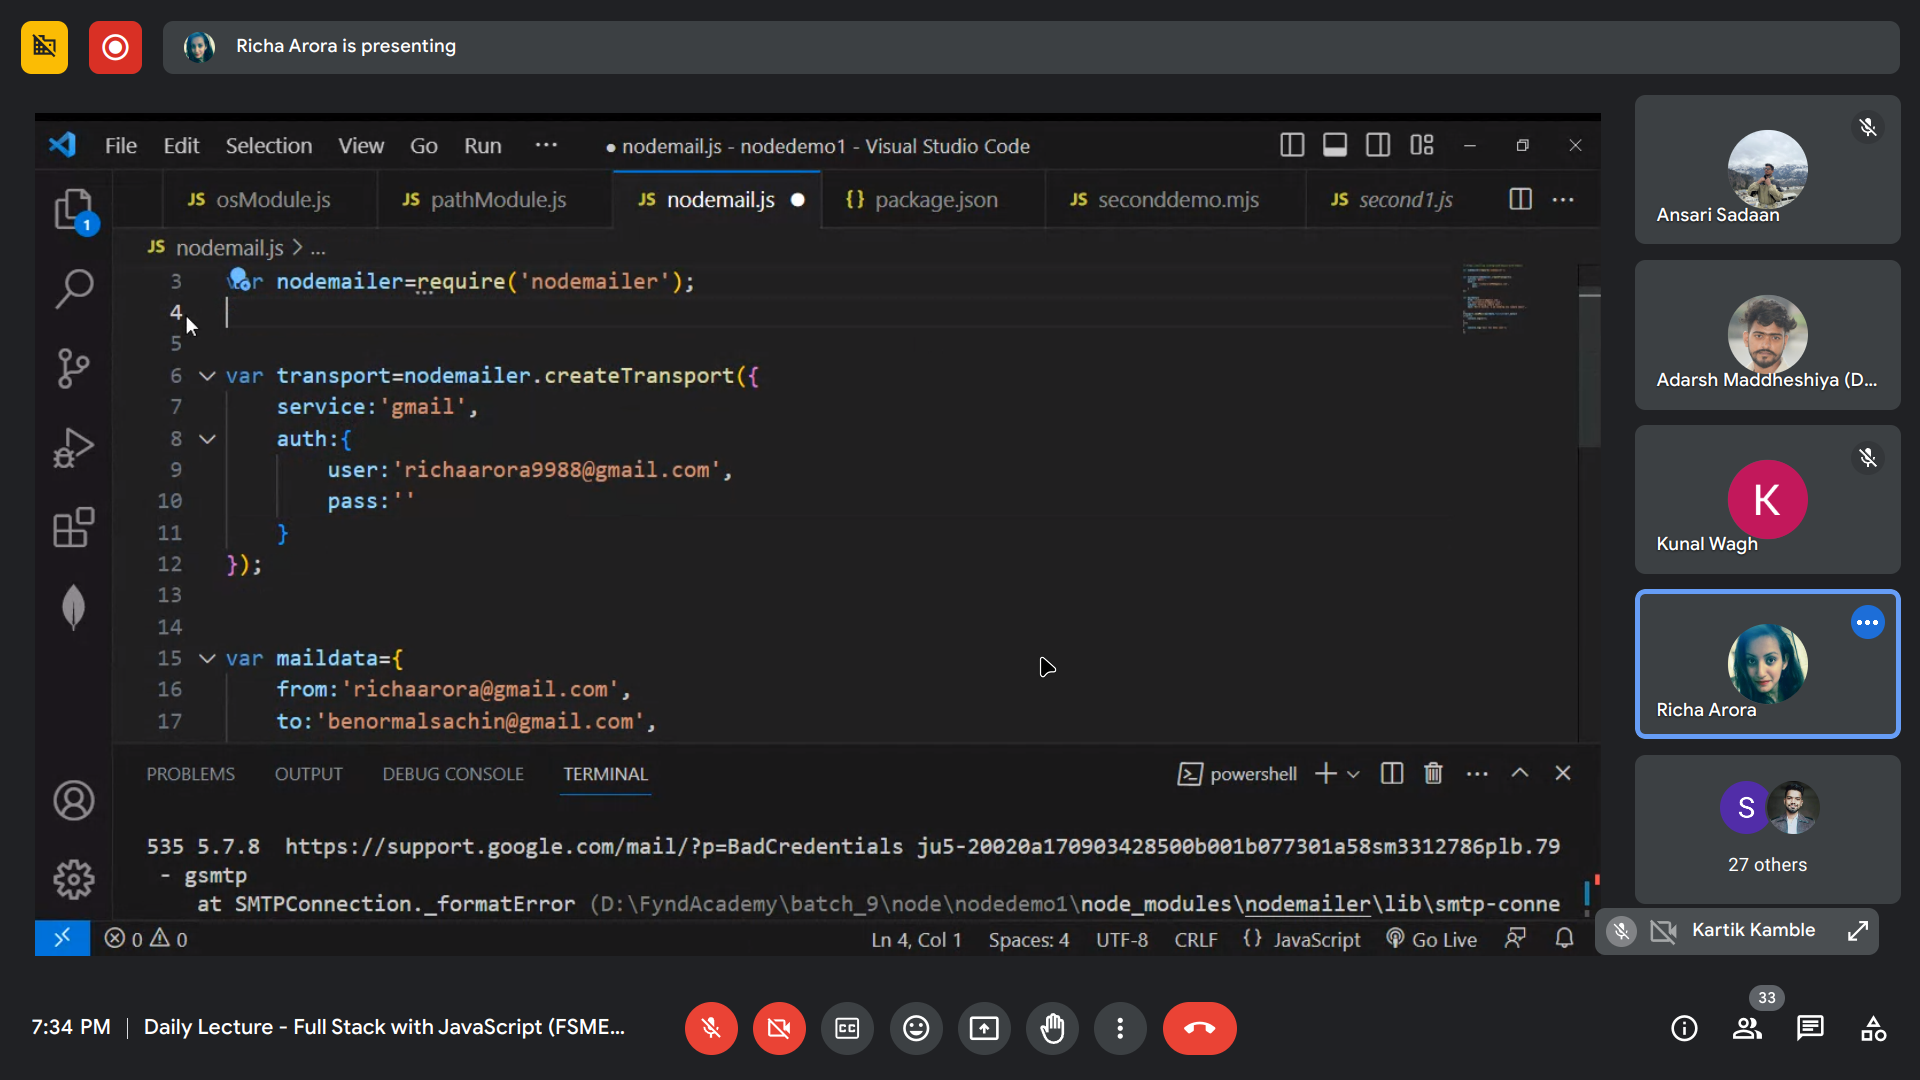 Richa Arora is presenting
File Edit Selection View Go Run ···
● nodemail.js - nodedemo1 - Visual Studio Code
JS osModule.js
JS pathModule.js
JS nodemail.js ●
{} package.json
JS seconddemo.mjs
JS second1.js
1
JS nodemail.js > ...
3 var nodemailer=require('nodemailer');
4
5
6 var transport=nodemailer.createTransport({
7 service:'gmail',
8 auth:{
9 user:'richaarora9988@gmail.com',
10 pass:''
11 }
12 });
13
14
15 var maildata={
16 from:'richaarora@gmail.com',
17 to:'benormalsachin@gmail.com',
PROBLEMS OUTPUT DEBUG CONSOLE TERMINAL
powershell
535 5.7.8 https://support.google.com/mail/?p=BadCredentials ju5-20020a170903428500b001b077301a58sm3312786plb.79
- gsmtp
at SMTPConnection._formatError (D:\FyndAcademy\batch_9\node\nodedemo1\node_modules\nodemailer\lib\smtp-conne
0 0
Ln 4, Col 1 Spaces: 4 UTF-8 CRLF {} JavaScript Go Live
Ansari Sadaan
Adarsh Maddheshiya (D...
K
Kunal Wagh
Richa Arora
S
27 others
Kartik Kamble
7:34 PM | Daily Lecture - Full Stack with JavaScript (FSME...
CC
33